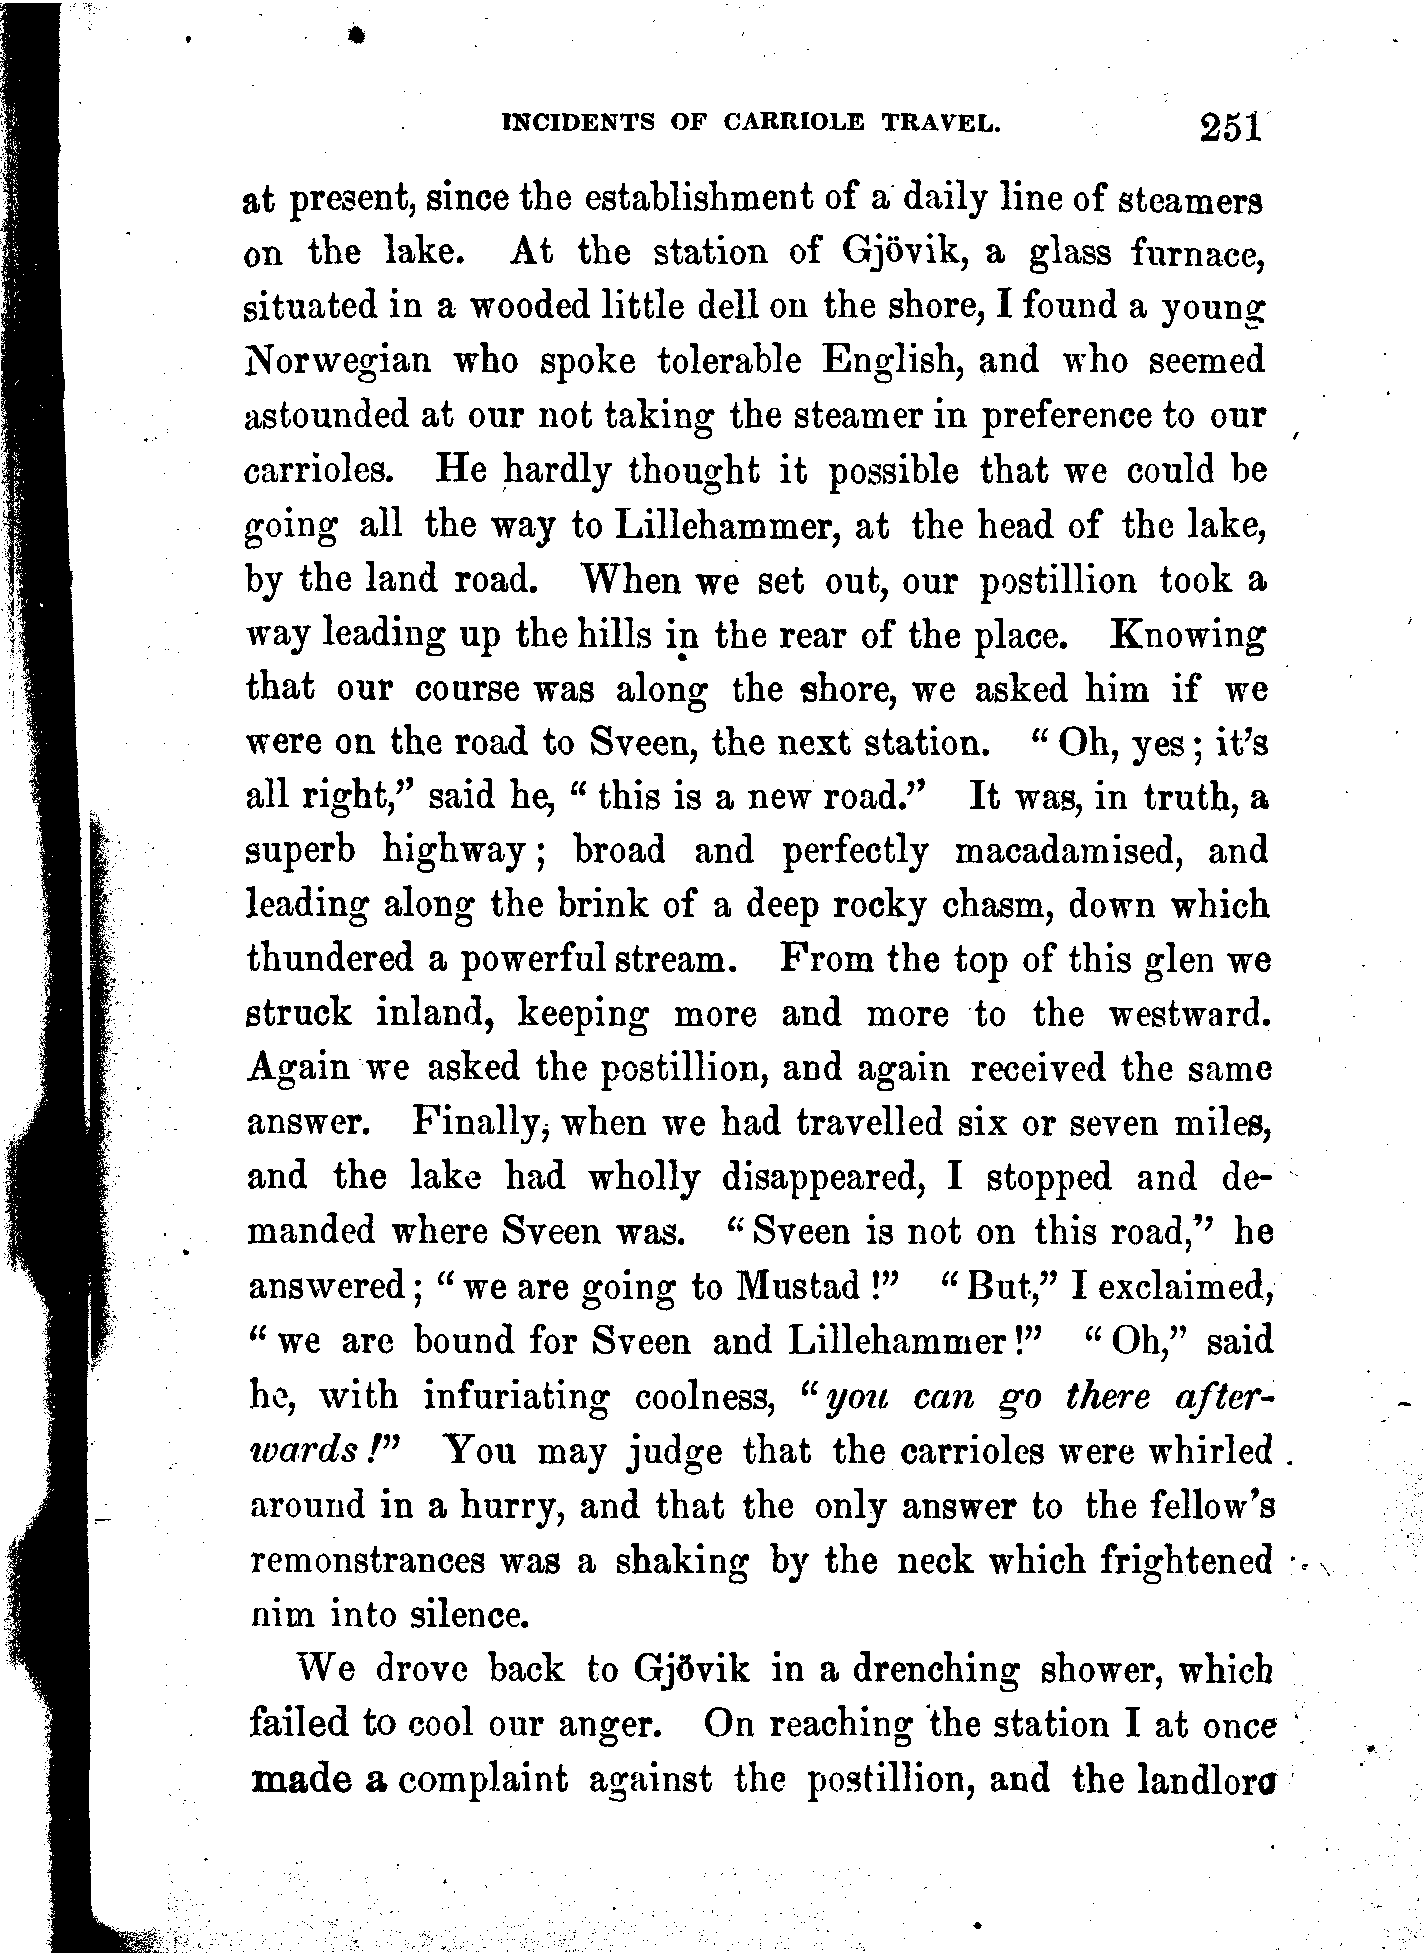 INCIDENTS OF CARRIOLE TRAVEL. 251
at present, since the establishment of a daily line of steamers
on the lake. At the station of Gjövik, a glass furnace,
situated in a wooded little dell on the shore, I found a young
Norwegian who spoke tolerable English, and who seemed
astounded at our not taking the steamer in preference to our
carrioles. He hardly thought it possible that we could be
going all the way to Lillehammer, at the head of the lake,
by the land road. When we set out, our postillion took a
way leading up the hills in the rear of the place. Knowing
that our course was along the shore, we asked him if we
were on the road to Sveen, the next station. "Oh, yes; it's
all right," said he, "this is a new road." It was, in truth, a
superb highway; broad and perfectly macadamised, and
leading along the brink of a deep rocky chasm, down which
thundered a powerful stream. From the top of this glen we
struck inland, keeping more and more to the westward.
Again we asked the postillion, and again received the same
answer. Finally, when we had travelled six or seven miles,
and the lake had wholly disappeared, I stopped and de-
manded where Sveen was. "Sveen is not on this road," he
answered; "we are going to Mustad!" "But," I exclaimed,
"we are bound for Sveen and Lillehammer!" "Oh," said
he, with infuriating coolness, "you can go there after-
wards!" You may judge that the carrioles were whirled
around in a hurry, and that the only answer to the fellow's
remonstrances was a shaking by the neck which frightened
him into silence.
We drove back to Gjövik in a drenching shower, which
failed to cool our anger. On reaching the station I at once
made a complaint against the postillion, and the landlord